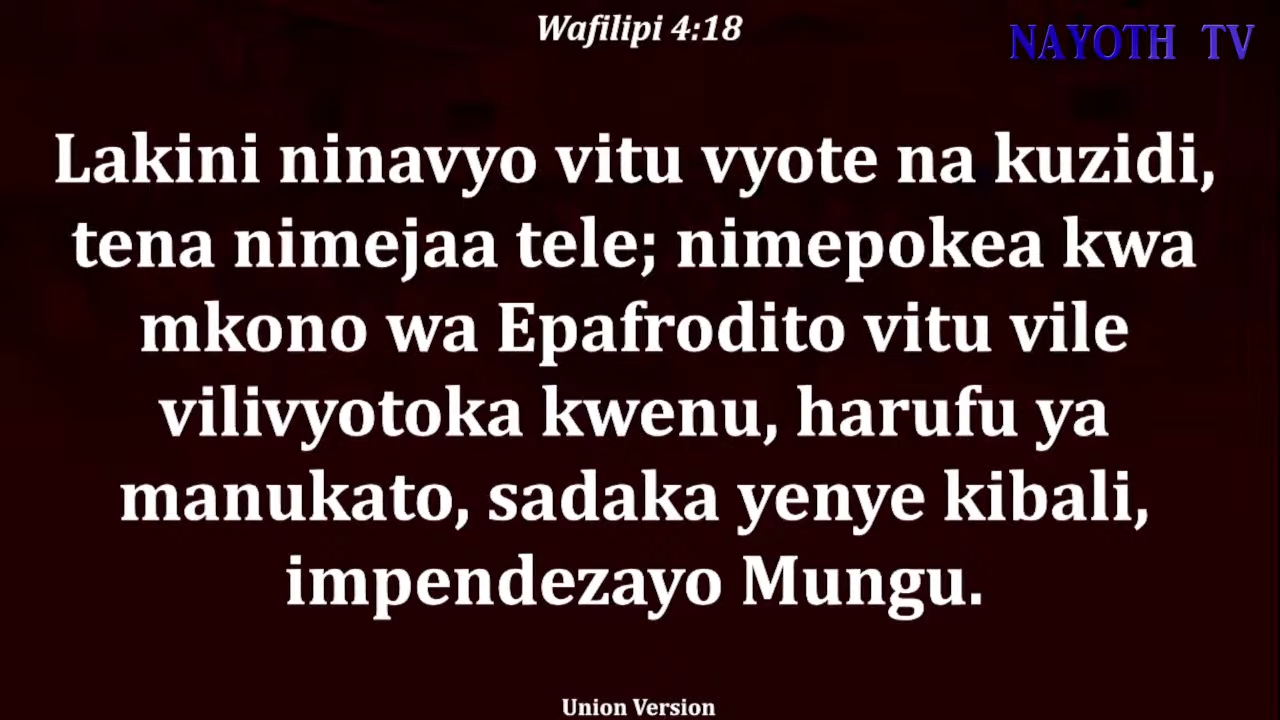 Wafilipi 4:18
NAYOTH TV
Lakini ninavyo vitu vyote na kuzidi,
tena nimejaa tele; nimepokea kwa
mkono wa Epafrodito vitu vile
vilivyotoka kwenu, harufu ya
manukato, sadaka yenye kibali,
impendezayo Mungu.
Union Version